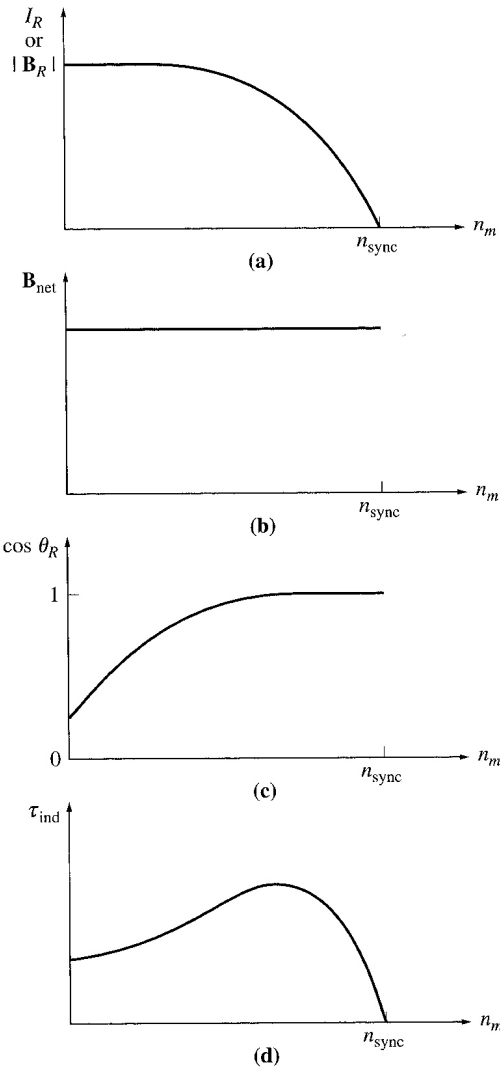 I_R
or
| B_R |
n_m
n_sync
(a)
B_net
n_m
n_sync
(b)
cos θ_R
1
0
n_m
n_sync
(c)
τ_ind
n_m
n_sync
(d)